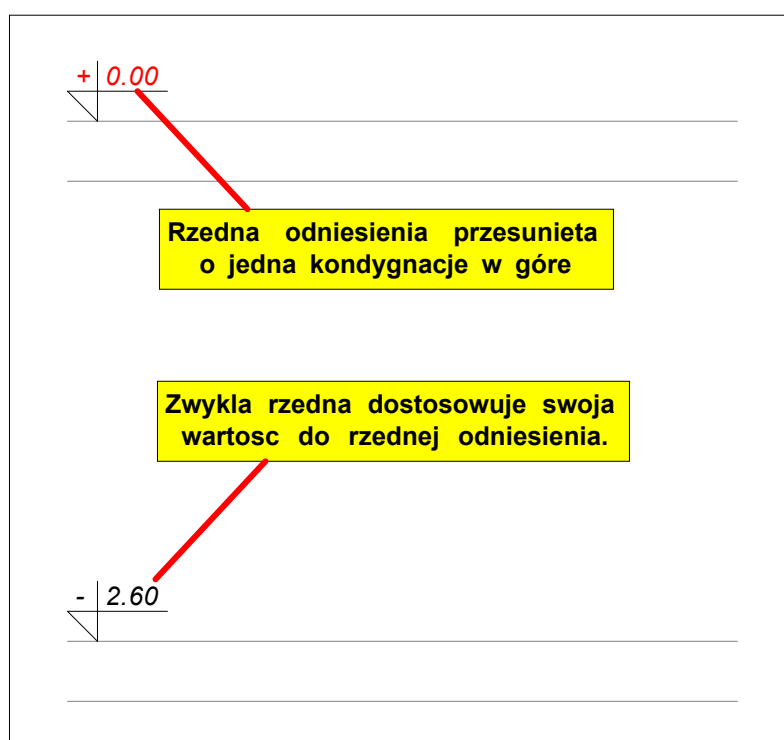 + 0.00
Rzedna odniesienia przesunieta
o jedna kondygnacje w góre
Zwykla rzedna dostosowuje swoja
wartosc do rzednej odniesienia.
- 2.60